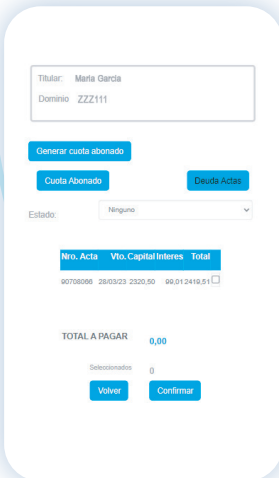 Titular: Maria Garcia
Dominio ZZZ111
Generar cuota abonado
Cuota Abonado Deuda Actas
Estado: Ninguno
Nro. Acta Vto. Capital Interes Total
90708066 28/03/23 2320,50 99,01 2419,51
TOTAL A PAGAR 0,00
Seleccionados 0
Volver Confirmar